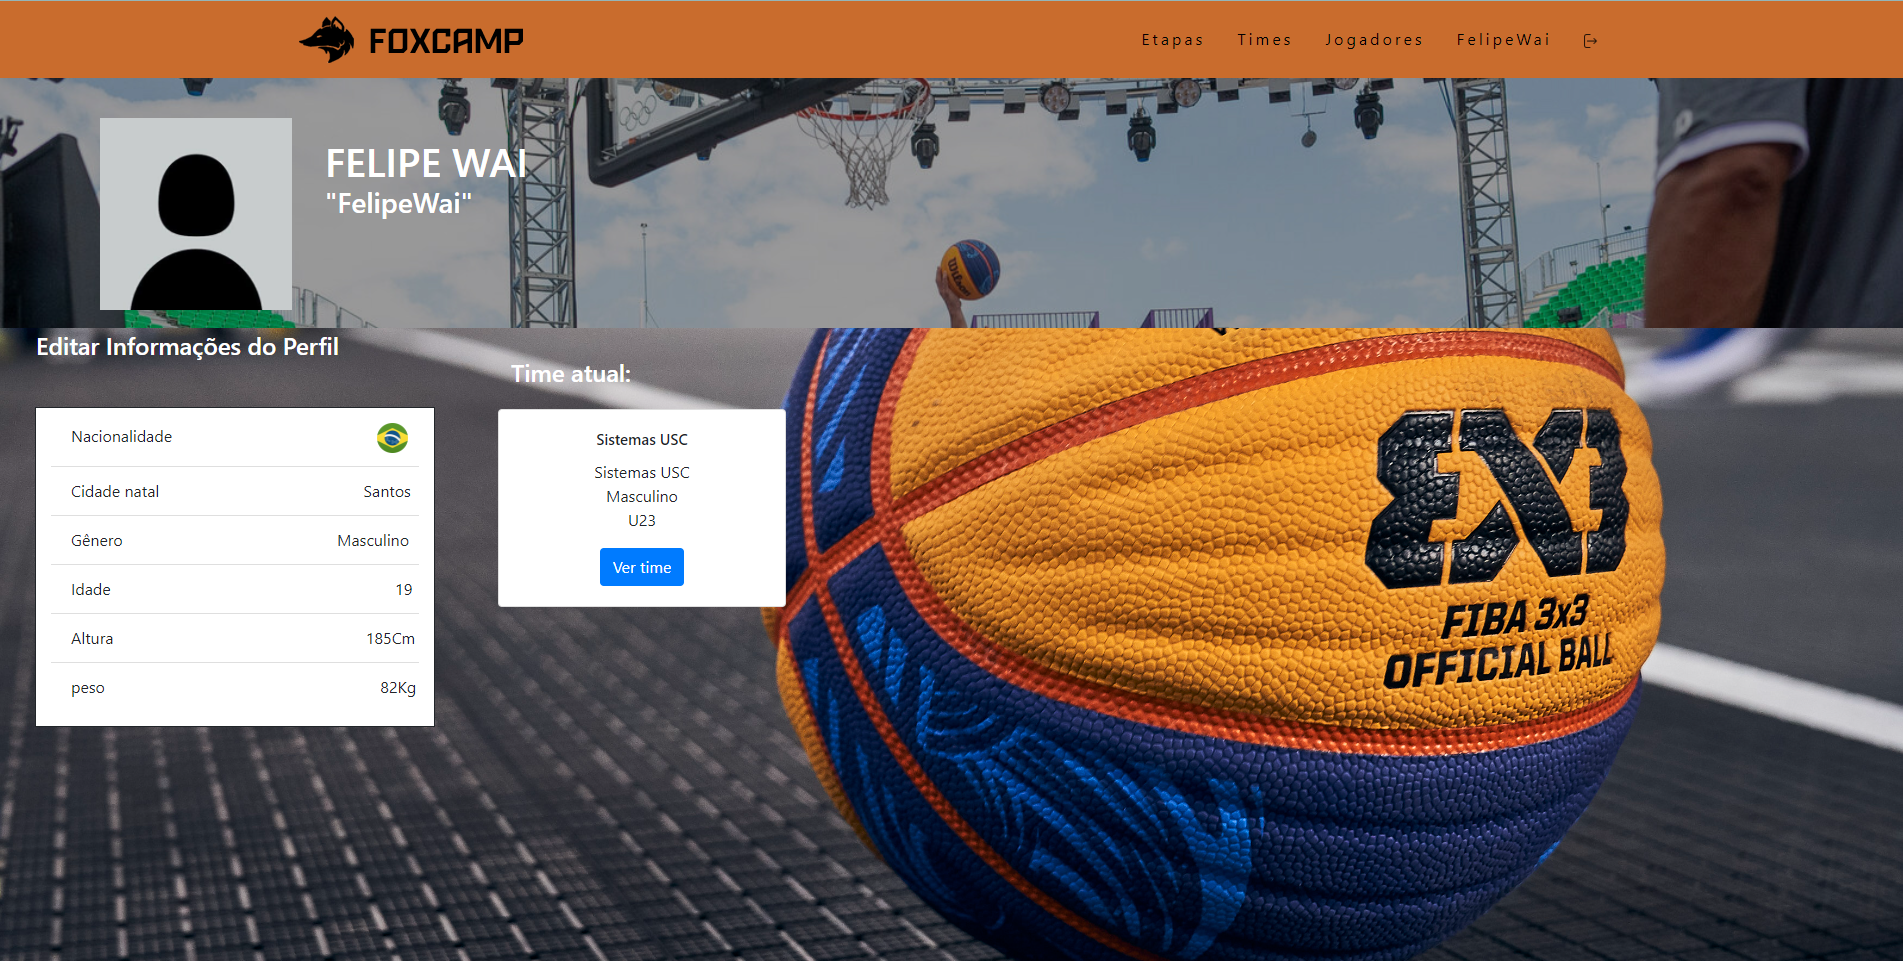 FOXCAMP
Etapas Times Jogadores FelipeWai
FELIPE WAI
"FelipeWai"
Wilson
Editar Informações do Perfil
Time atual:
Nacionalidade
Cidade natal Santos
Gênero Masculino
Idade 19
Altura 185Cm
peso 82Kg
Sistemas USC
Sistemas USC
Masculino
U23
Ver time
3X3
FIBA 3x3
OFFICIAL BALL